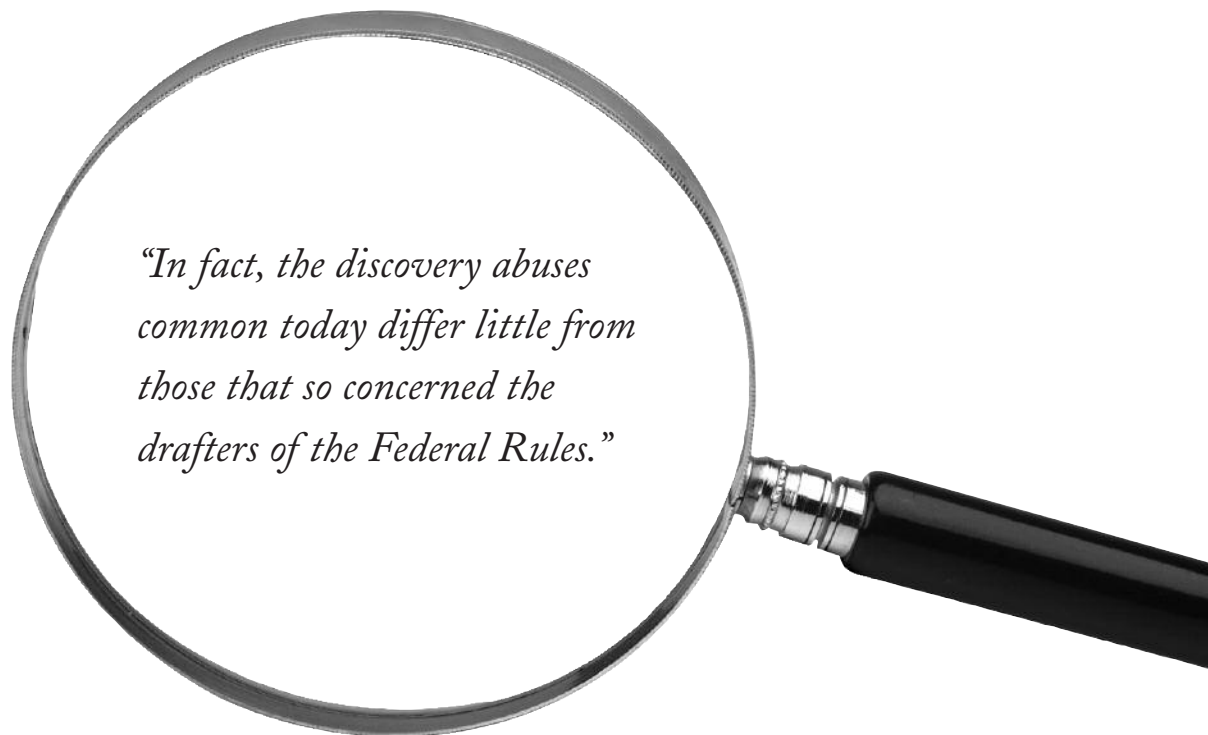 “In fact, the discovery abuses
common today differ little from
those that so concerned the
drafters of the Federal Rules.”